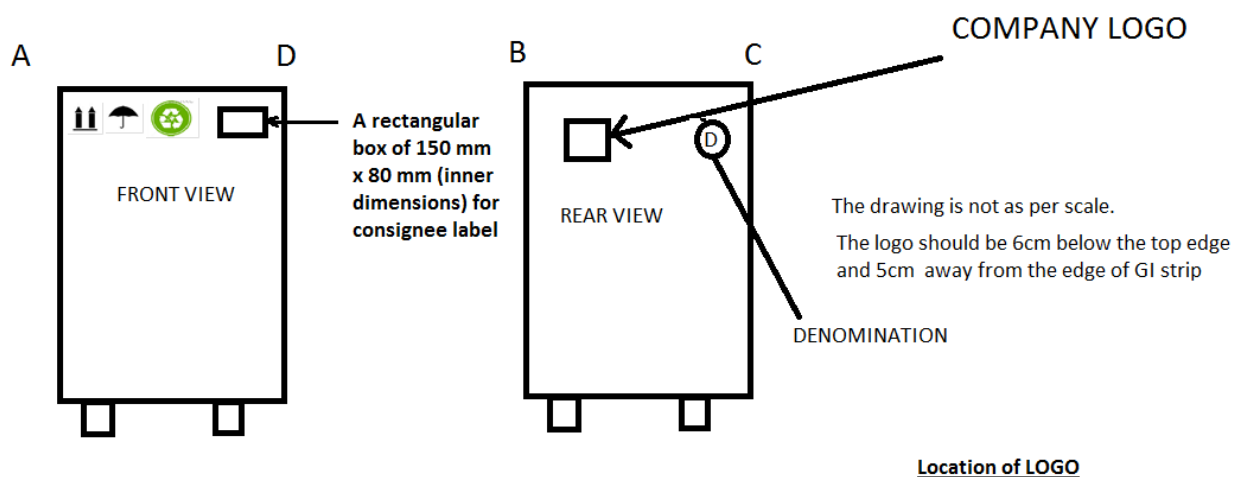 COMPANY LOGO
A
D
B
C
A rectangular
box of 150 mm
x 80 mm (inner
dimensions) for
consignee label
D
FRONT VIEW
REAR VIEW
The drawing is not as per scale.
The logo should be 6cm below the top edge
and 5cm away from the edge of GI strip
DENOMINATION
Location of LOGO